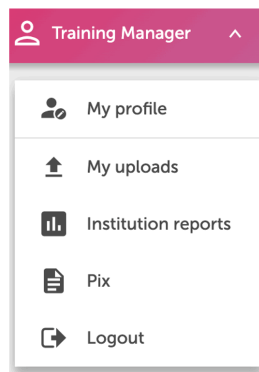 Training Manager
My profile
My uploads
Institution reports
Pix
Logout